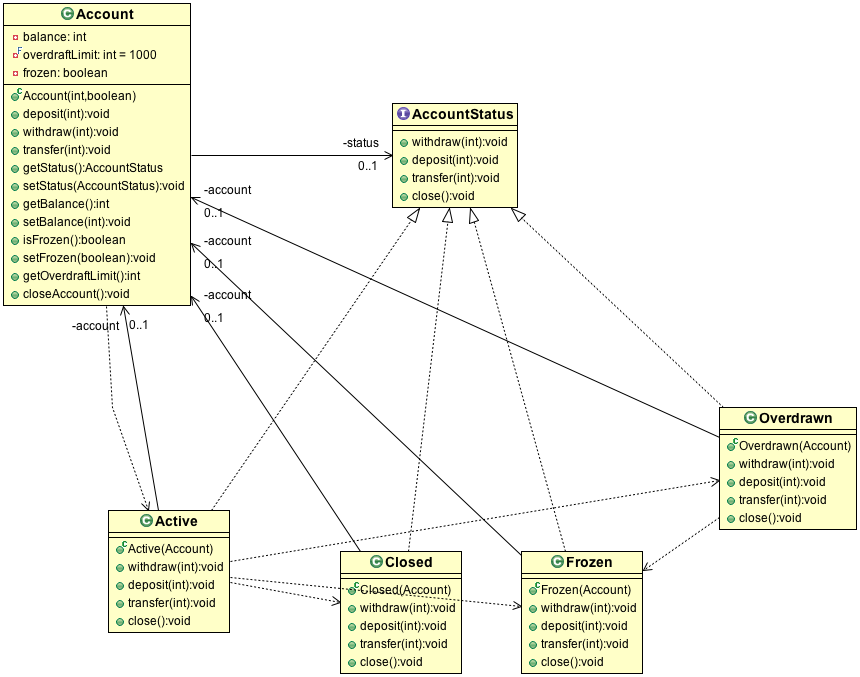 Account
balance: int
overdraftLimit: int = 1000
frozen: boolean
Account(int,boolean)
deposit(int):void
withdraw(int):void
transfer(int):void
getStatus():AccountStatus
setStatus(AccountStatus):void
getBalance():int
setBalance(int):void
isFrozen():boolean
setFrozen(boolean):void
getOverdraftLimit():int
closeAccount():void
-status
0..1
-account
0..1
-account
0..1
-account
0..1
-account
0..1
AccountStatus
withdraw(int):void
deposit(int):void
transfer(int):void
close():void
Overdrawn
Overdrawn(Account)
withdraw(int):void
deposit(int):void
transfer(int):void
close():void
Active
Active(Account)
withdraw(int):void
deposit(int):void
transfer(int):void
close():void
Closed
Closed(Account)
withdraw(int):void
deposit(int):void
transfer(int):void
close():void
Frozen
Frozen(Account)
withdraw(int):void
deposit(int):void
transfer(int):void
close():void